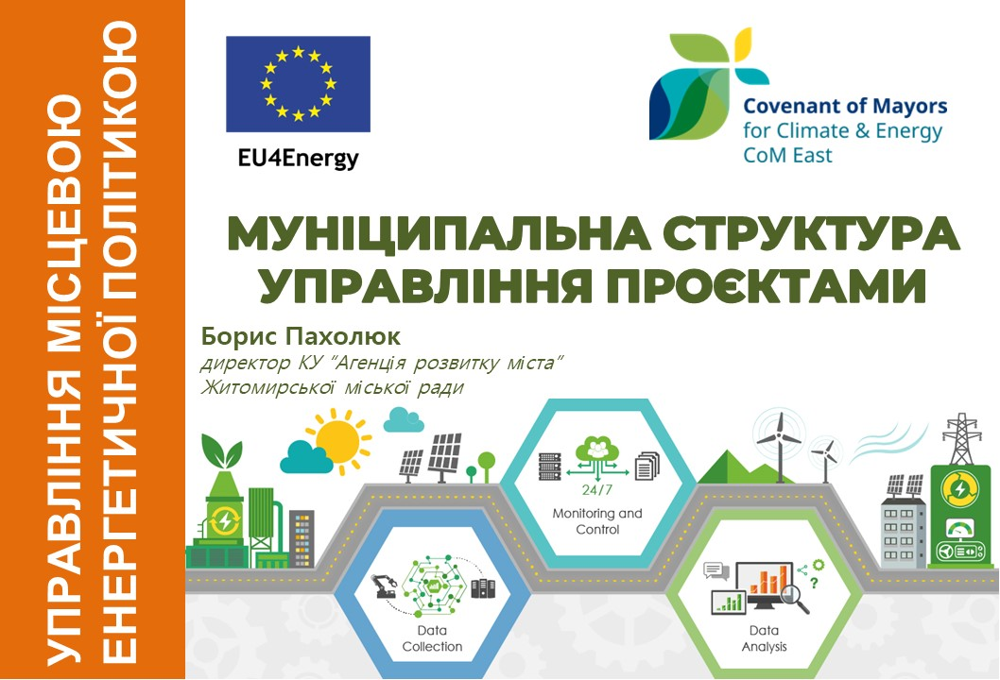 УПРАВЛІННЯ МІСЦЕВОЮ
ЕНЕРГЕТИЧНОЇ ПОЛІТИКОЮ
EU4Energy
Covenant of Mayors
for Climate & Energy
CoM East
МУНІЦИПАЛЬНА СТРУКТУРА
УПРАВЛІННЯ ПРОЄКТАМИ
Борис Пахолюк
директор КУ “Агенція розвитку міста”
Житомирської міської ради
24/7
Monitoring and
Control
Data
Collection
Data
Analysis